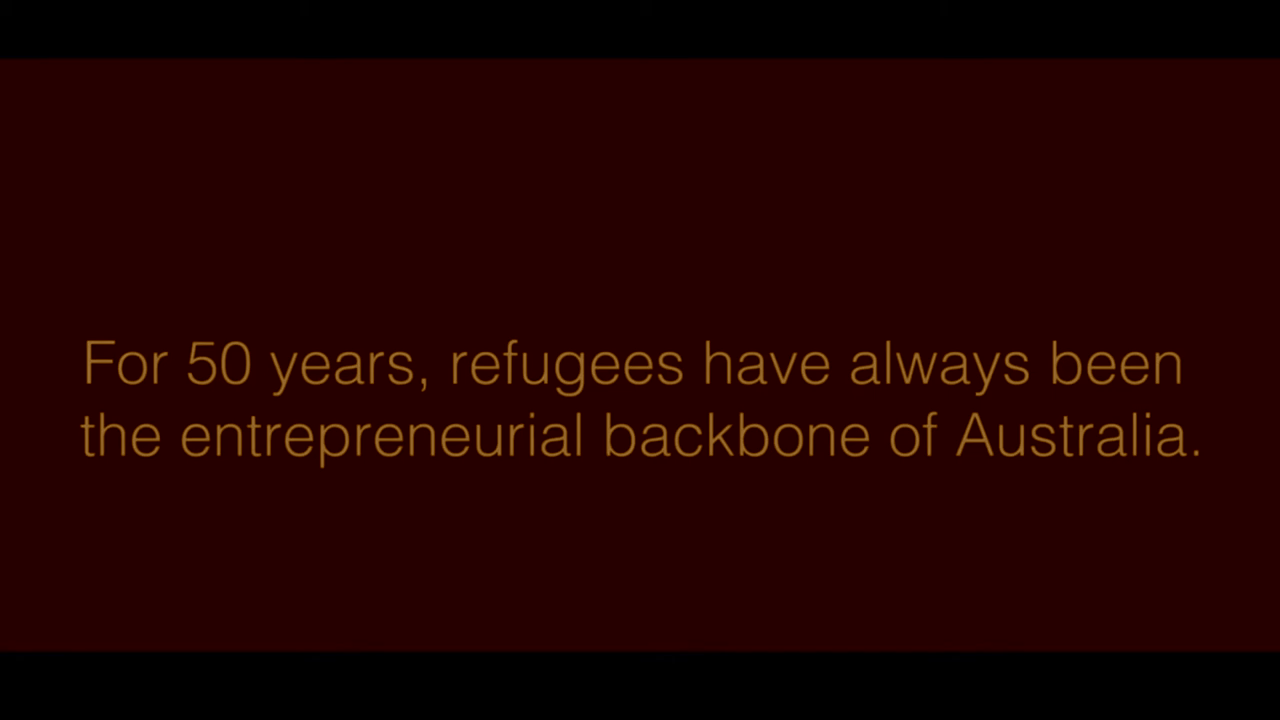 For 50 years, refugees have always been
the entrepreneurial backbone of Australia.